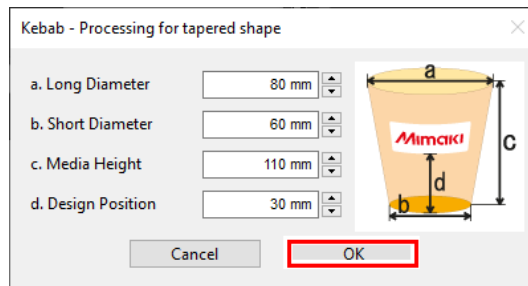 Kebab - Processing for tapered shape
a. Long Diameter 80 mm
b. Short Diameter 60 mm
c. Media Height 110 mm
d. Design Position 30 mm
a
Mimaki
c
d
b
Cancel OK